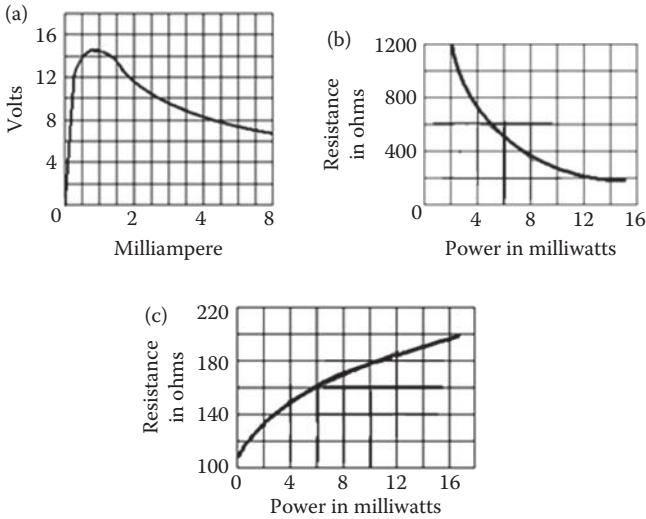 (a)
Volts
16
12
8
4
0
0 2 4 8
Milliampere
(b)
Resistance
in ohms
1200
800
400
0
0 4 8 12 16
Power in milliwatts
(c)
Resistance
in ohms
220
180
140
100
0 4 8 12 16
Power in milliwatts